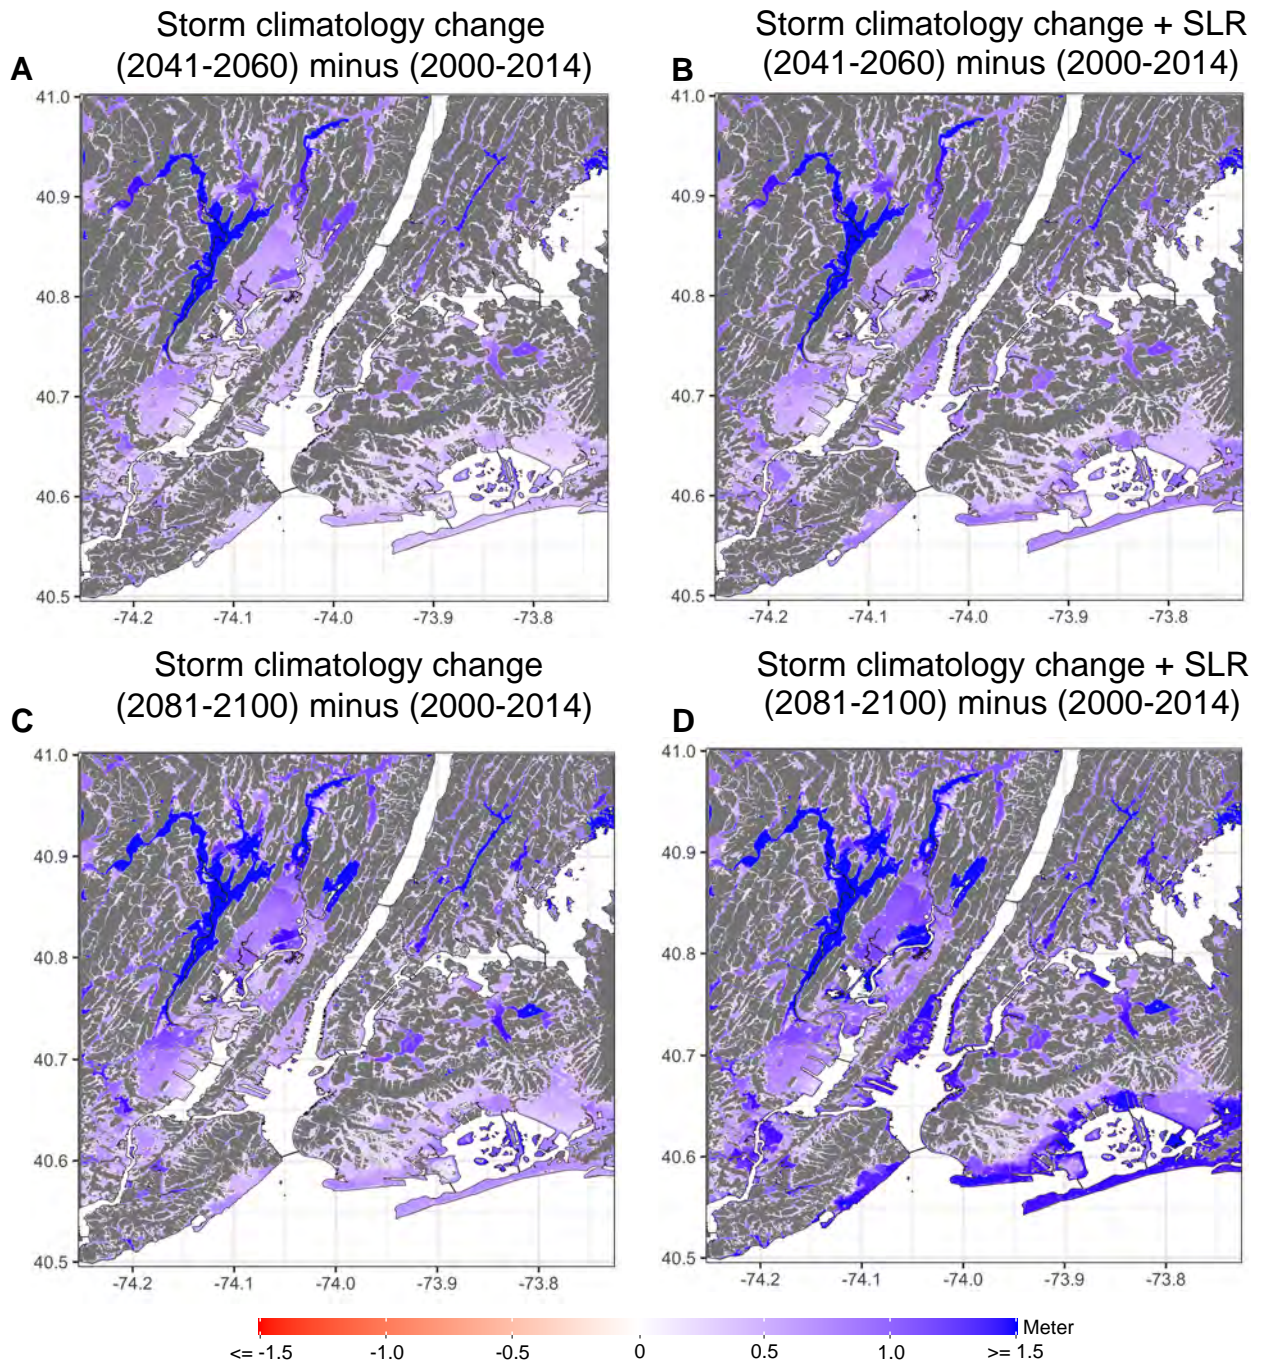 Storm climatology change
(2041-2060) minus (2000-2014)
A
Storm climatology change + SLR
(2041-2060) minus (2000-2014)
B
41.0
40.9
40.8
40.7
40.6
40.5
-74.2 -74.1 -74.0 -73.9 -73.8
41.0
40.9
40.8
40.7
40.6
40.5
-74.2 -74.1 -74.0 -73.9 -73.8
Storm climatology change
(2081-2100) minus (2000-2014)
C
Storm climatology change + SLR
(2081-2100) minus (2000-2014)
D
41.0
40.9
40.8
40.7
40.6
40.5
-74.2 -74.1 -74.0 -73.9 -73.8
41.0
40.9
40.8
40.7
40.6
40.5
-74.2 -74.1 -74.0 -73.9 -73.8
Meter
<= -1.5 -1.0 -0.5 0 0.5 1.0 >= 1.5